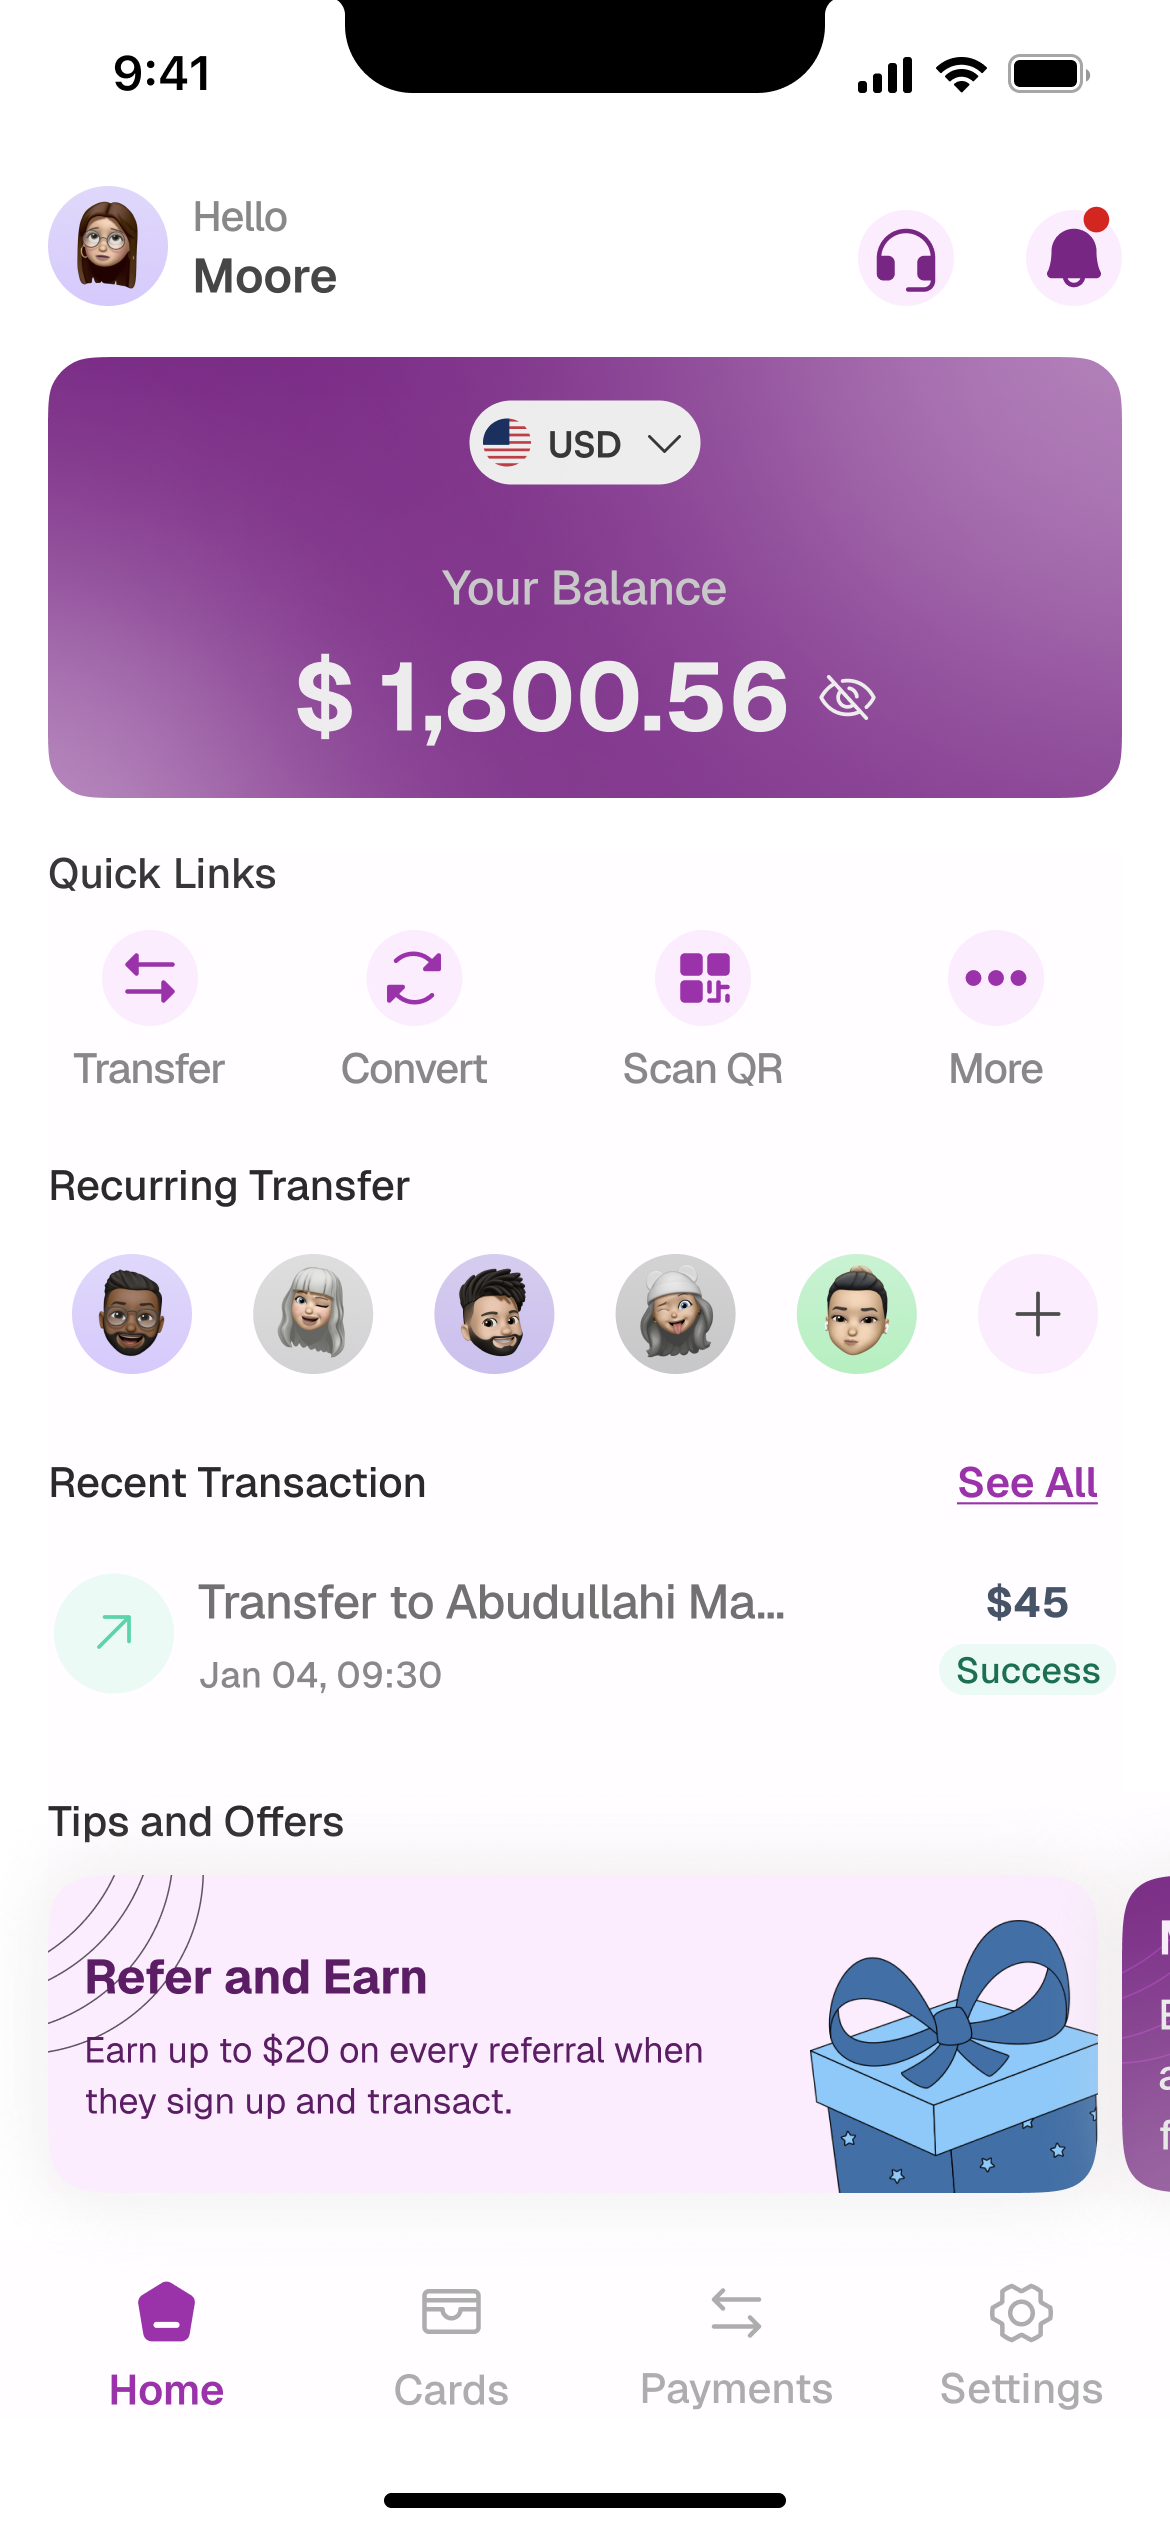 9:41
Hello
Moore
USD
Your Balance
$ 1,800.56
Quick Links
Transfer
Convert
Scan QR
More
Recurring Transfer
Recent Transaction
See All
Transfer to Abudullahi Ma...
$45
Jan 04, 09:30
Success
Tips and Offers
Refer and Earn
Earn up to $20 on every referral when
they sign up and transact.
Home
Cards
Payments
Settings